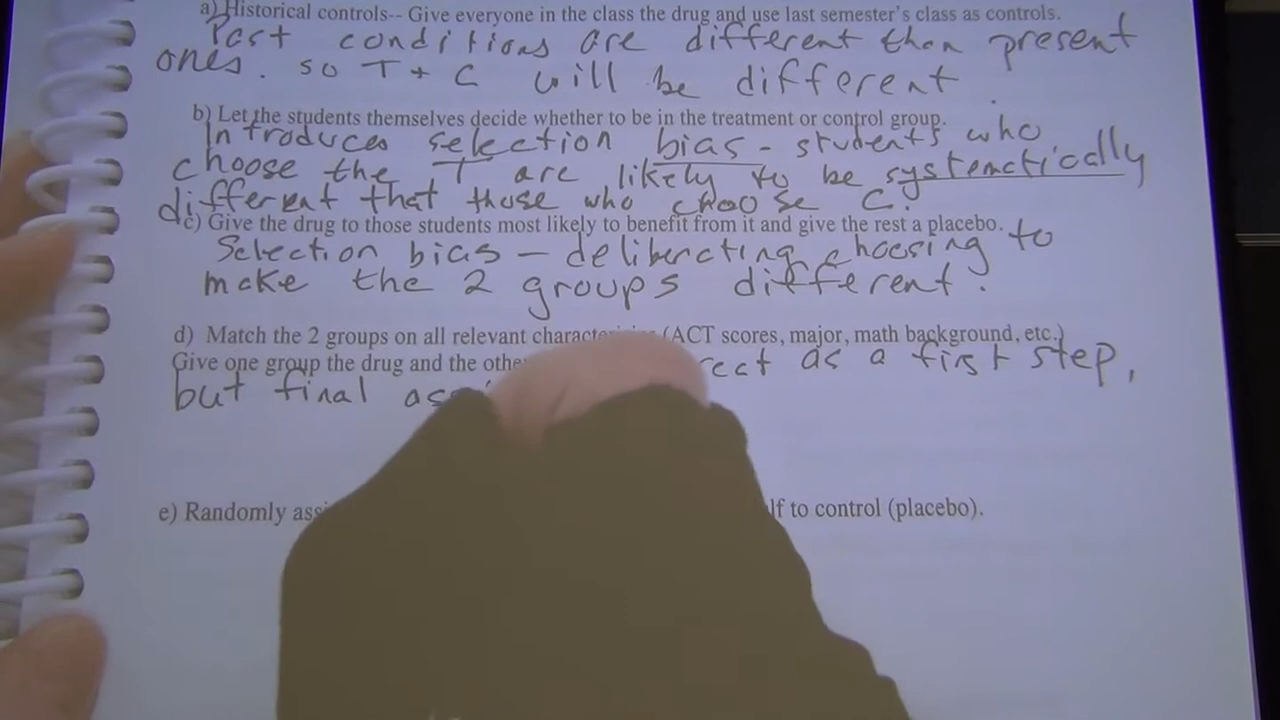 a) Historical controls-- Give everyone in the class the drug and use last semester's class as controls.
Past conditions are different than present
ones. so T + C will be different.
b) Let the students themselves decide whether to be in the treatment or control group.
Introduces selection bias - students who
choose the T are likely to be systematically
different that those who choose C.
c) Give the drug to those students most likely to benefit from it and give the rest a placebo.
Selection bias — deliberating choosing to
make the 2 groups different.
d) Match the 2 groups on all relevant (ACT scores, major, math background, etc.)
Give one group the drug and the as a first step,
but final
e) Randomly to control (placebo).